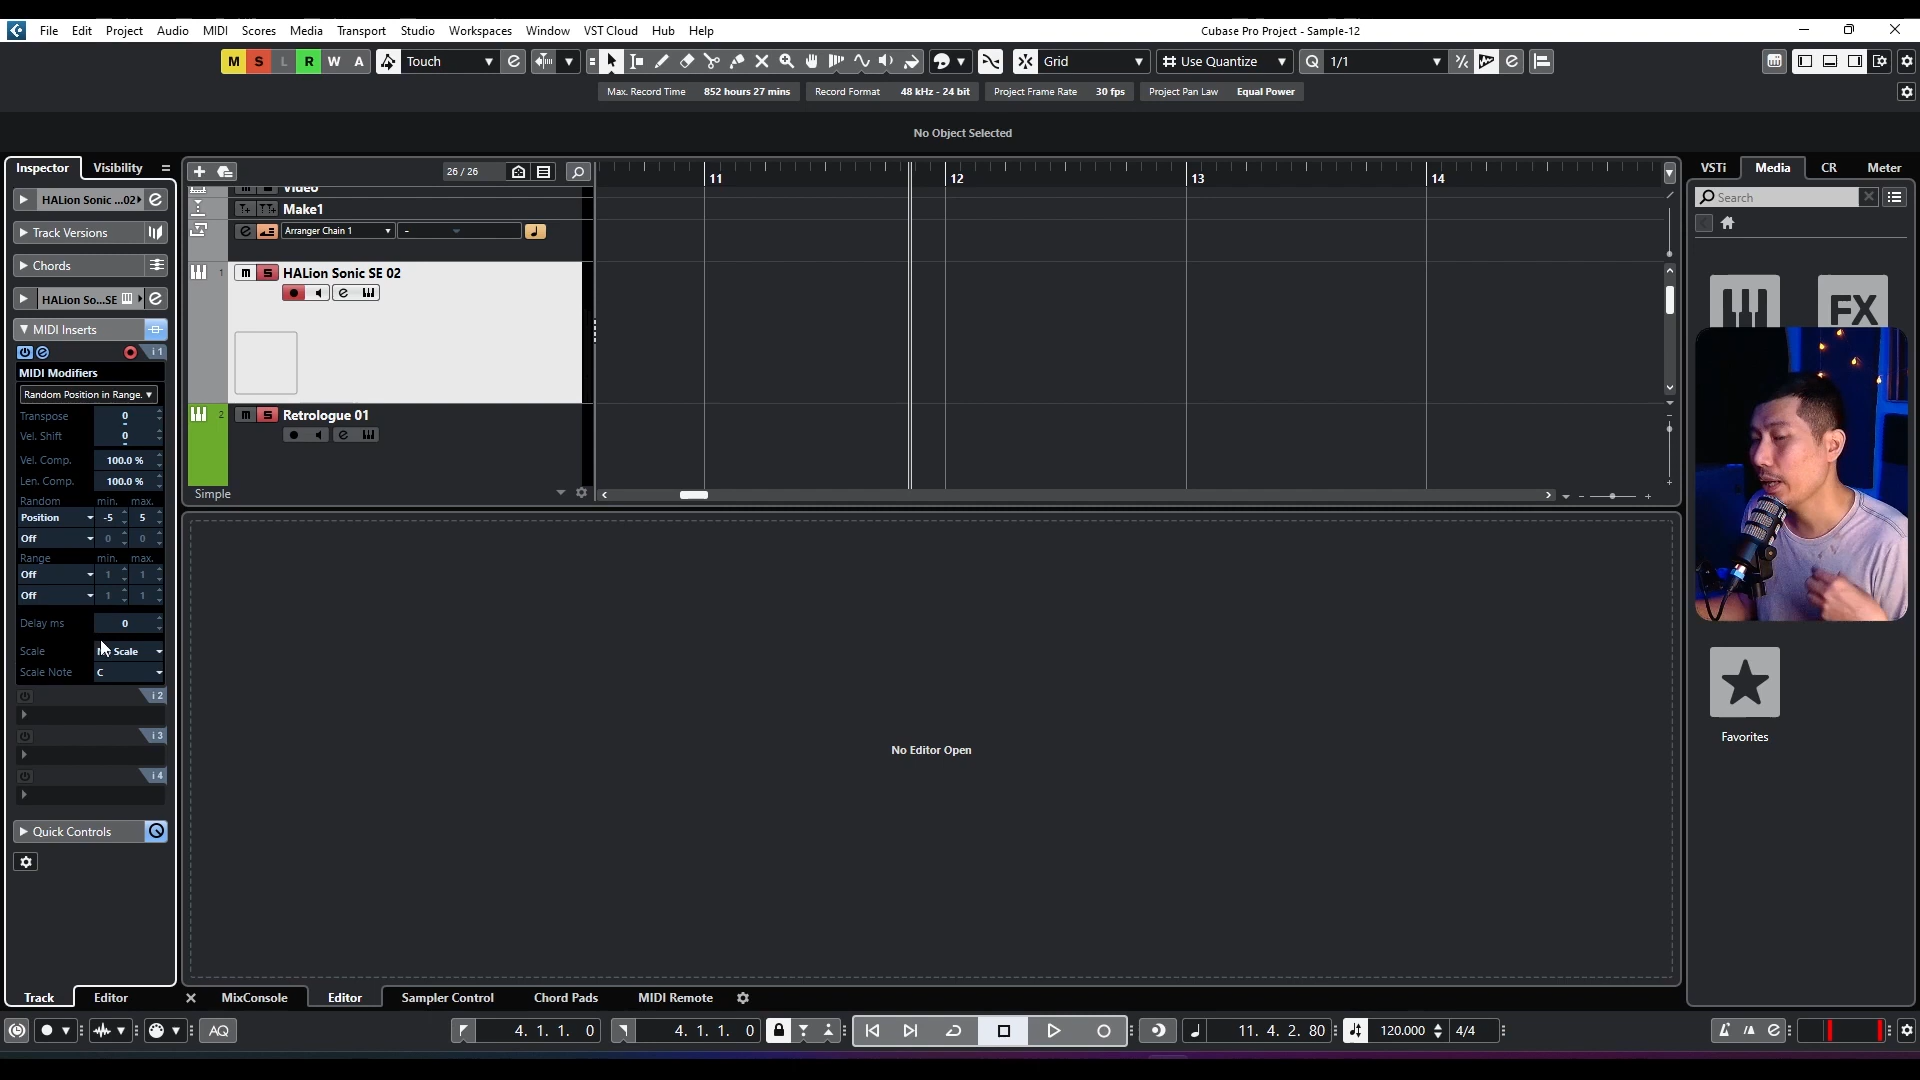 File Edit Project Audio MIDI Scores Media Transport Studio Workspaces Window VST Cloud Hub Help
Cubase Pro Project - Sample-12
M S L R W A Touch
Grid
Use Quantize
1/1
Max. Record Time 852 hours 27 mins
Record Format 48 kHz - 24 bit
Project Frame Rate 30 fps
Project Pan Law Equal Power
No Object Selected
Inspector Visibility
HALion Sonic ...02
Track Versions
Chords
HALion So...SE
MIDI Inserts
i 1
MIDI Modifiers
Random Position in Range.
Transpose 0
Vel. Shift 0
Vel. Comp. 100.0 %
Len. Comp. 100.0 %
Random min. max.
Position -5 5
Off 0 0
Range min. max.
Off 1 1
Off 1 1
Delay ms 0
Scale Scale
Scale Note C
i 2
i 3
i 4
Quick Controls
Track Editor
26 / 26
Video
Make1
Arranger Chain 1 -
1 m S HALion Sonic SE 02
2 m S Retrologue 01
Simple
11 12 13 14
No Editor Open
MixConsole Editor Sampler Control Chord Pads MIDI Remote
VSTi Media CR Meter
Search
FX
Favorites
AQ
4. 1. 1. 0
4. 1. 1. 0
11. 4. 2. 80
120.000
4/4